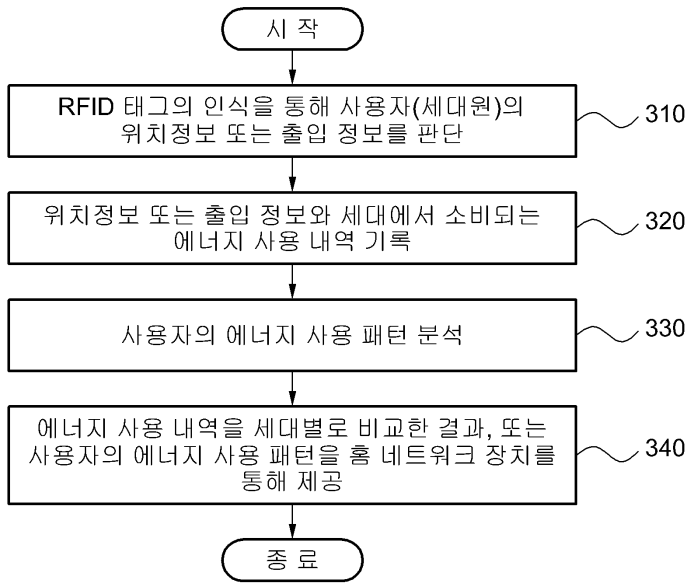 시 작
RFID 태그의 인식을 통해 사용자(세대원)의
위치정보 또는 출입 정보를 판단
310
위치정보 또는 출입 정보와 세대에서 소비되는
에너지 사용 내역 기록
320
사용자의 에너지 사용 패턴 분석
330
에너지 사용 내역을 세대별로 비교한 결과, 또는
사용자의 에너지 사용 패턴을 홈 네트워크 장치를
통해 제공
340
종 료